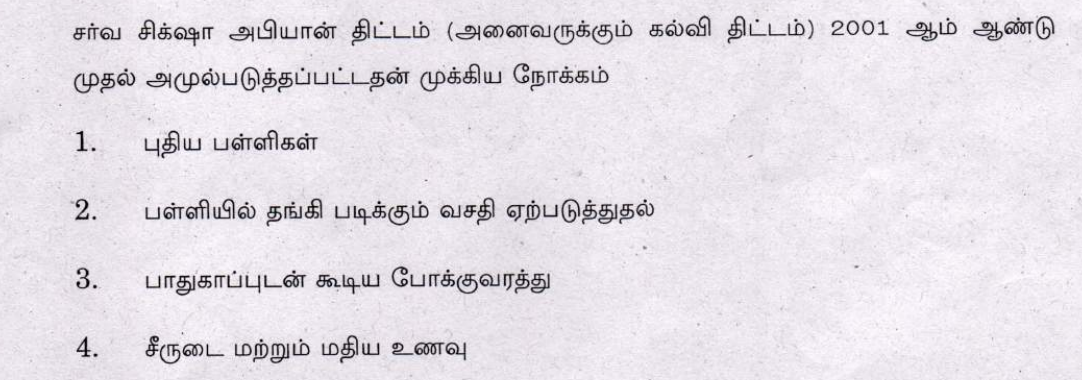 சர்வ சிக்ஷா அபியான் திட்டம் (அனைவருக்கும் கல்வி திட்டம்) 2001 ஆம் ஆண்டு
முதல் அமுல்படுத்தப்பட்டதன் முக்கிய நோக்கம்
1. புதிய பள்ளிகள்
2. பள்ளியில் தங்கி படிக்கும் வசதி ஏற்படுத்துதல்
3. பாதுகாப்புடன் கூடிய போக்குவரத்து
4. சீருடை மற்றும் மதிய உணவு